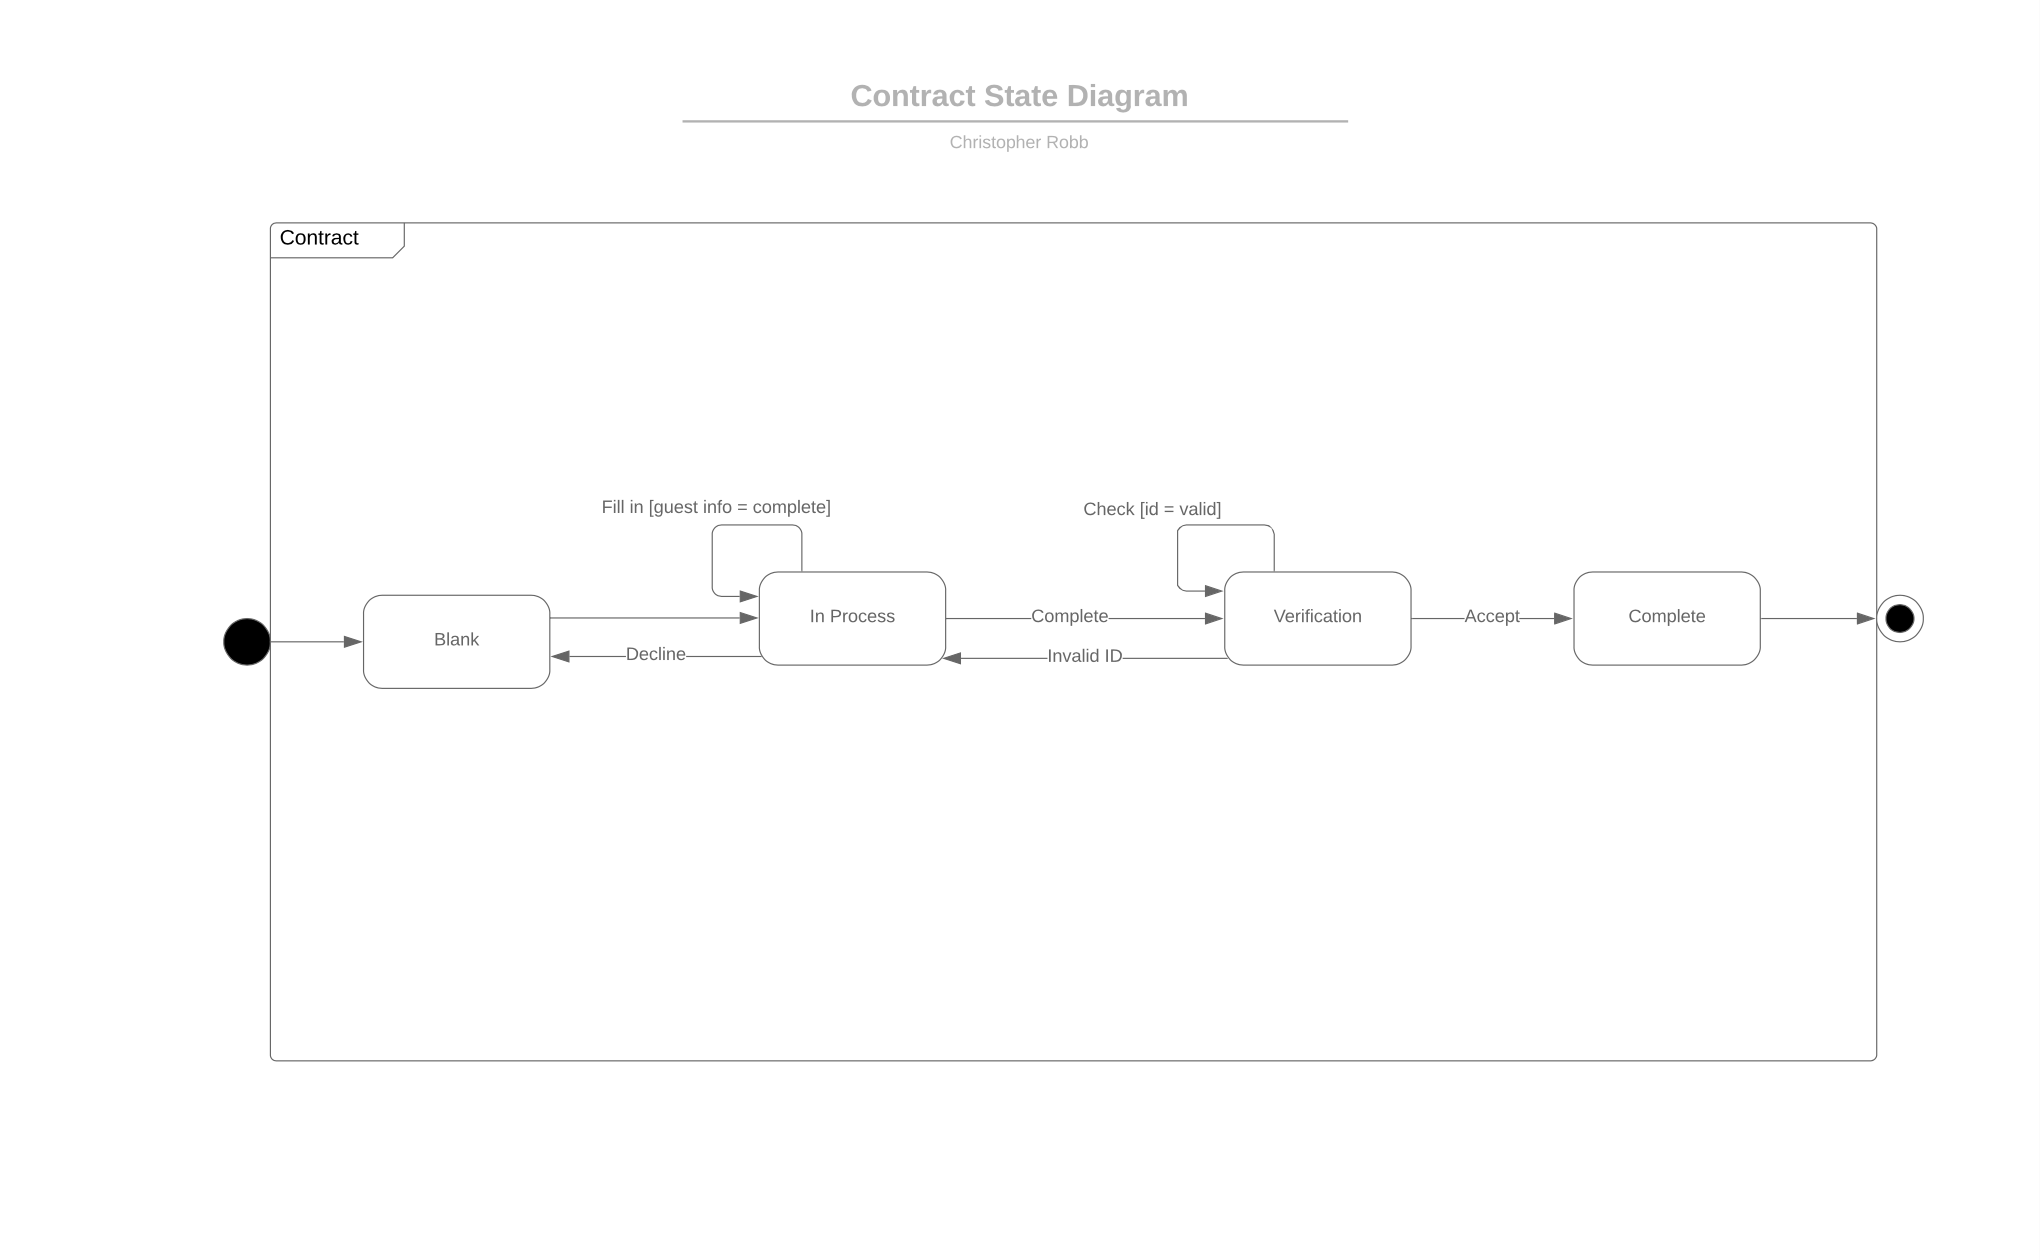 Contract State Diagram
Christopher Robb
Contract
Fill in [guest info = complete]
Check [id = valid]
Blank
In Process
Complete
Verification
Accept
Complete
Decline
Invalid ID